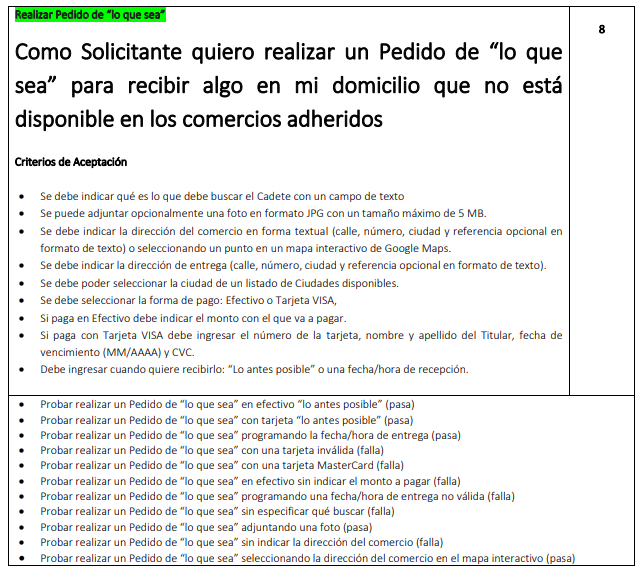 Realizar Pedido de “lo que sea”
8
Como Solicitante quiero realizar un Pedido de “lo que
sea” para recibir algo en mi domicilio que no está
disponible en los comercios adheridos
Criterios de Aceptación
• Se debe indicar qué es lo que debe buscar el Cadete con un campo de texto
• Se puede adjuntar opcionalmente una foto en formato JPG con un tamaño máximo de 5 MB.
• Se debe indicar la dirección del comercio en forma textual (calle, número, ciudad y referencia opcional en
formato de texto) o seleccionando un punto en un mapa interactivo de Google Maps.
• Se debe indicar la dirección de entrega (calle, número, ciudad y referencia opcional en formato de texto).
• Se debe poder seleccionar la ciudad de un listado de Ciudades disponibles.
• Se debe seleccionar la forma de pago: Efectivo o Tarjeta VISA,
• Si paga en Efectivo debe indicar el monto con el que va a pagar.
• Si paga con Tarjeta VISA debe ingresar el número de la tarjeta, nombre y apellido del Titular, fecha de
vencimiento (MM/AAAA) y CVC.
• Debe ingresar cuando quiere recibirlo: “Lo antes posible” o una fecha/hora de recepción.
• Probar realizar un Pedido de “lo que sea” en efectivo “lo antes posible” (pasa)
• Probar realizar un Pedido de “lo que sea” con tarjeta “lo antes posible” (pasa)
• Probar realizar un Pedido de “lo que sea” programando la fecha/hora de entrega (pasa)
• Probar realizar un Pedido de “lo que sea” con una tarjeta inválida (falla)
• Probar realizar un Pedido de “lo que sea” con una tarjeta MasterCard (falla)
• Probar realizar un Pedido de “lo que sea” en efectivo sin indicar el monto a pagar (falla)
• Probar realizar un Pedido de “lo que sea” programando una fecha/hora de entrega no válida (falla)
• Probar realizar un Pedido de “lo que sea” sin especificar qué buscar (falla)
• Probar realizar un Pedido de “lo que sea” adjuntando una foto (pasa)
• Probar realizar un Pedido de “lo que sea” sin indicar la dirección del comercio (falla)
• Probar realizar un Pedido de “lo que sea” seleccionando la dirección del comercio en el mapa interactivo (pasa)